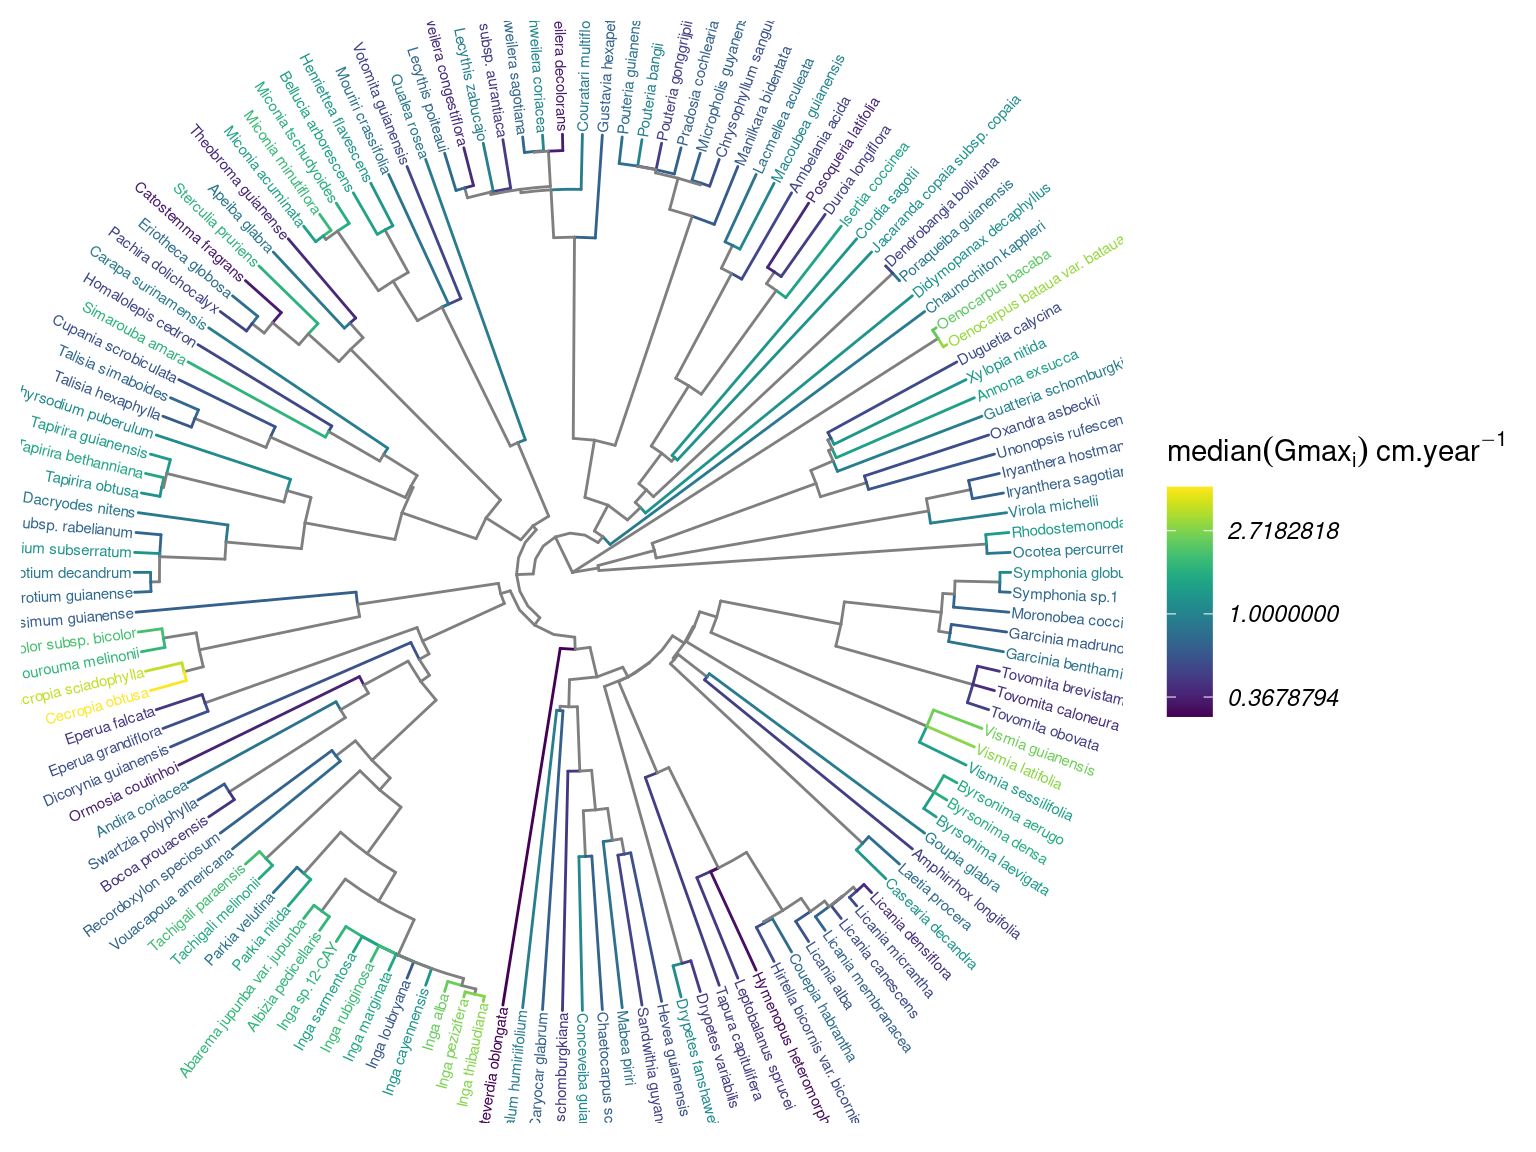 weilera congestiflora
Lecythis zabucajo
subsp. aurantiaca
weilera sagotiana
hweilera coriacea
eilera decolorans
Couratari multiflo
Gustavia hexapet
Pouteria guianens
Pouteria bangii
Pouteria gonggrijpii
Pradosia cochlearia
Micropholis guyanens
Chrysophyllum sangui
Manilkara bidentata
Lacmellea aculeata
Macoubea guianensis
Ambelania acida
Posoqueria latifolia
Duroia longiflora
Isertia coccinea
Cordia sagotii
Jacaranda copaia subsp. copaia
Dendrobangia boliviana
Poraqueiba guianensis
Didymopanax decaphyllus
Chaunochiton kappleri
Oenocarpus bacaba
Oenocarpus bataua var. bataua
Duguetia calycina
Xylopia nitida
Annona exsucca
Guatteria schomburgki
Oxandra asbeckii
Unonopsis rufescen
Iryanthera hostman
Iryanthera sagotian
Virola michelii
Rhodostemonoda
Ocotea percurren
Symphonia globu
Symphonia sp.1
Moronobea cocci
Garcinia madruno
Garcinia benthami
Tovomita brevistam
Tovomita caloneura
Tovomita obovata
Vismia guianensis
Vismia latifolia
Vismia sessilifolia
Byrsonima aerugo
Byrsonima densa
Byrsonima laevigata
Goupia glabra
Amphirrhox longifolia
Laetia procera
Casearia decandra
Licania densiflora
Licania micrantha
Licania canescens
Licania membranacea
Licania alba
Couepia habrantha
Hirtella bicornis var. bicornis
Hymenopus heteromorph
Leptobalanus sprucei
Tapura capitulifera
Drypetes variabilis
Drypetes fanshawei
Hevea guianensis
Sandwithia guyan
Mabea piriri
Chaetocarpus sc
Conceveiba guia
schomburgkiana
Caryocar glabrum
alum humiriifolium
teverdia oblongata
Inga thibaudiana
Inga pezizifera
Inga alba
Inga cayennensis
Inga loubryana
Inga marginata
Inga rubiginosa
Inga sarmentosa
Inga sp. 12-CAY
Albizia pedicellaris
Abarema jupunba var. jupunba
Parkia nitida
Parkia velutina
Tachigali melinonii
Tachigali paraensis
Vouacapoua americana
Recordoxylon speciosum
Bocoa prouacensis
Swartzia polyphylla
Andira coriacea
Ormosia coutinhoi
Dicorynia guianensis
Eperua grandiflora
Eperua falcata
Cecropia obtusa
cropia sciadophylla
ourouma melinonii
olor subsp. bicolor
simum guianense
rotium guianense
otium decandrum
ium subserratum
ubsp. rabelianum
Dacryodes nitens
Tapirira obtusa
Tapirira bethanniana
Tapirira guianensis
hyrsodium puberulum
Talisia hexaphylla
Talisia simaboides
Cupania scrobiculata
Simarouba amara
Homalolepis cedron
Carapa surinamensis
Pachira dolichocalyx
Eriotheca globosa
Catostemma fragrans
Sterculia pruriens
Apeiba glabra
Theobroma guianense
Miconia acuminata
Miconia minutiflora
Miconia tschudyoides
Bellucia arborescens
Henriettea flavescens
Mouriri crassifolia
Votomita guianensis
Qualea rosea
Lecythis poiteaui
median(Gmaxi) cm.year−1
2.7182818
1.0000000
0.3678794